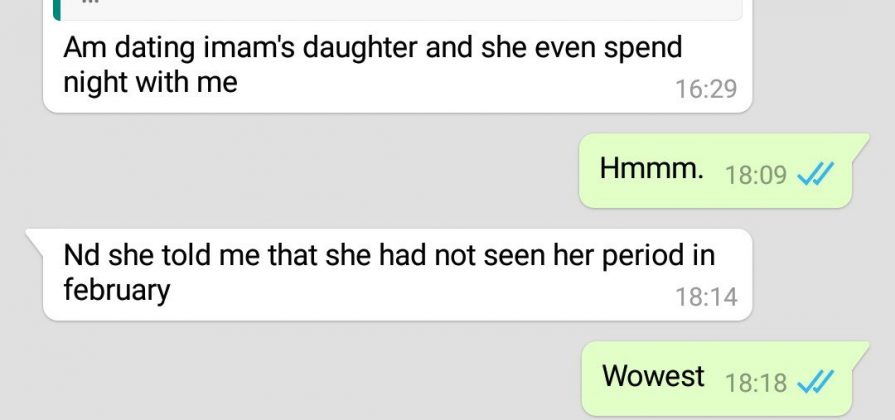 ...
Am dating imam's daughter and she even spend
night with me
16:29
Hmmm. 18:09
Nd she told me that she had not seen her period in
february
18:14
Wowest 18:18